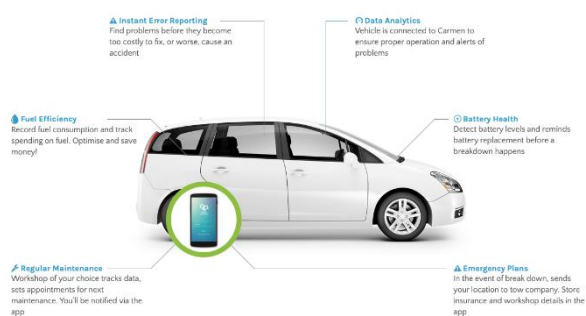 Instant Error Reporting
Find problems before they become
too costly to fix, or worse, cause an
accident
Data Analytics
Vehicle is connected to Carmen to
ensure proper operation and alerts of
problems
Fuel Efficiency
Record fuel consumption and track
spending on fuel. Optimise and save
money!
Battery Health
Detect battery levels and reminds
battery replacement before a
breakdown happens
Regular Maintenance
Workshop of your choice tracks data,
sets appointments for next
maintenance. You'll be notified via the
app
Emergency Plans
In the event of break down, sends
your location to tow company. Store
insurance and workshop details in the
app